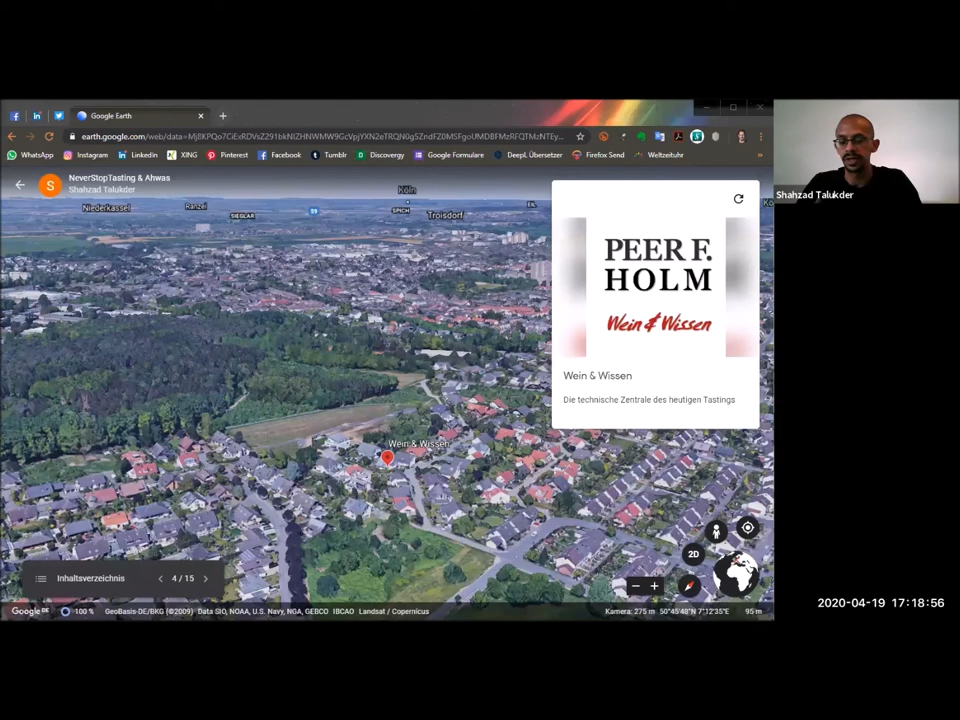 Google Earth
earth.google.com/web/data=
WhatsApp
Instagram
Linkedin
XING
Pinterest
Facebook
Tumblr
Discovergy
Google Formulare
DeepL Übersetzer
Firefox Send
Weltzeituhr
»
S
NeverStopTasting & Ahwas
Shahzad Talukder
Niederkassel
Ranzel
SIEGLAR
59
Köln
SPICH
Troisdorf
PEER F.
HOLM
Wein & Wissen
Wein & Wissen
Die technische Zentrale des heutigen Tastings
Wein & Wissen
Shahzad Talukder
2D
Inhaltsverzeichnis
4 / 15
Google
100 %
GeoBasis-DE/BKG (©2009) Data SIO, NOAA, U.S. Navy, NGA, GEBCO IBCAO Landsat / Copernicus
Kamera: 275 m 50°45'48"N 7°12'35"E
95 m
2020-04-19 17:18:56